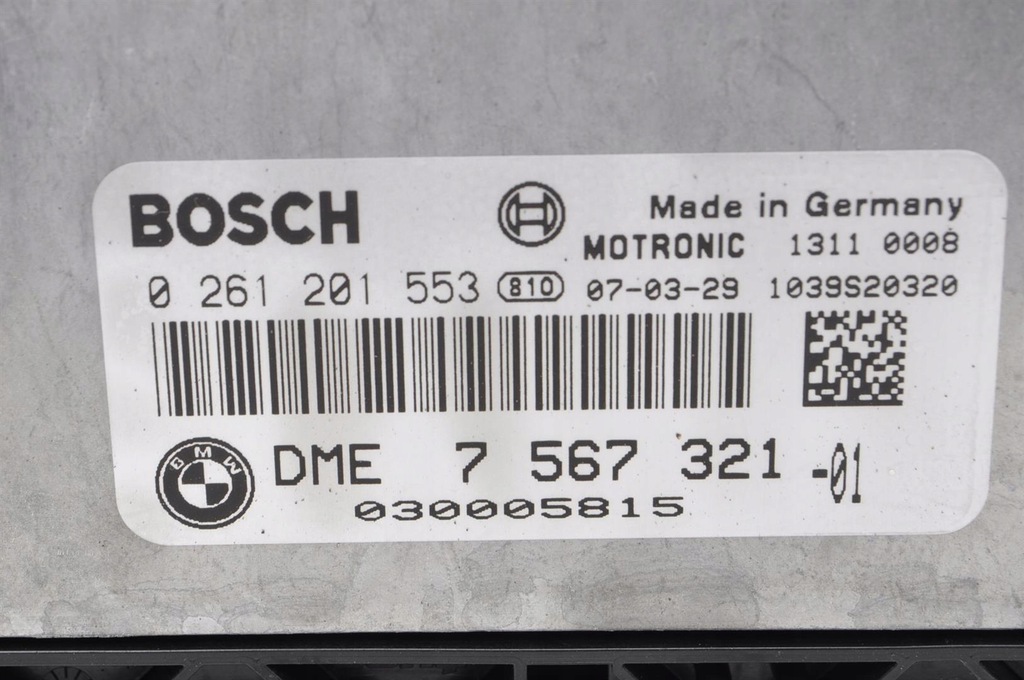 BOSCH
Made in Germany
MOTRONIC 1311 0008
0 261 201 553 810 07-03-29 1039S20320
BMW
DME 7 567 321 -01
030005815